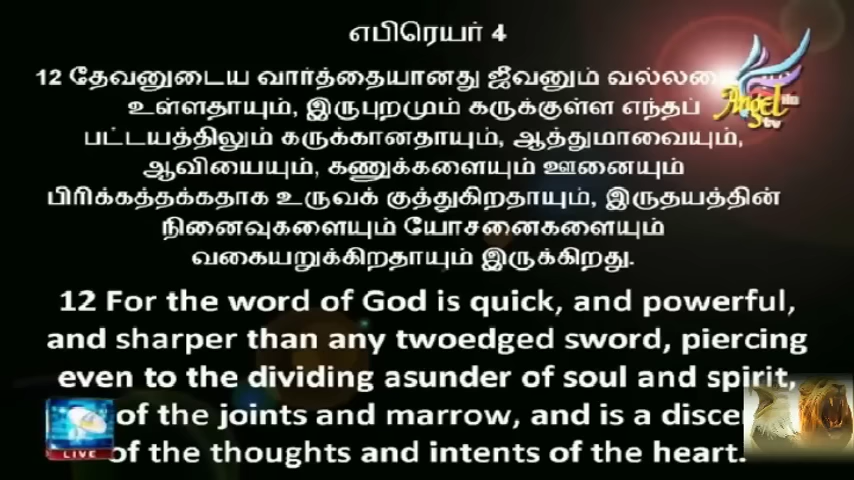 எபிரெயர் 4
12 தேவனுடைய வார்த்தையானது ஜீவனும்
உள்ளதாயும், இருபுறமும் கருக்குள்ள எந்தப்
பட்டயத்திலும் கருக்கானதாயும், ஆத்துமாவையும்,
ஆவியையும், கணுக்களையும் ஊனையும்
பிரிக்கத்தக்கதாக உருவக் குத்துகிறதாயும், இருதயத்தின்
நினைவுகளையும் யோசனைகளையும்
வகையறுக்கிறதாயும் இருக்கிறது.
12 For the word of God is quick, and powerful,
and sharper than any twoedged sword, piercing
even to the dividing asunder of soul and spirit,
of the joints and marrow, and is a
of the thoughts and intents of the heart.
Angel
tv
LIVE